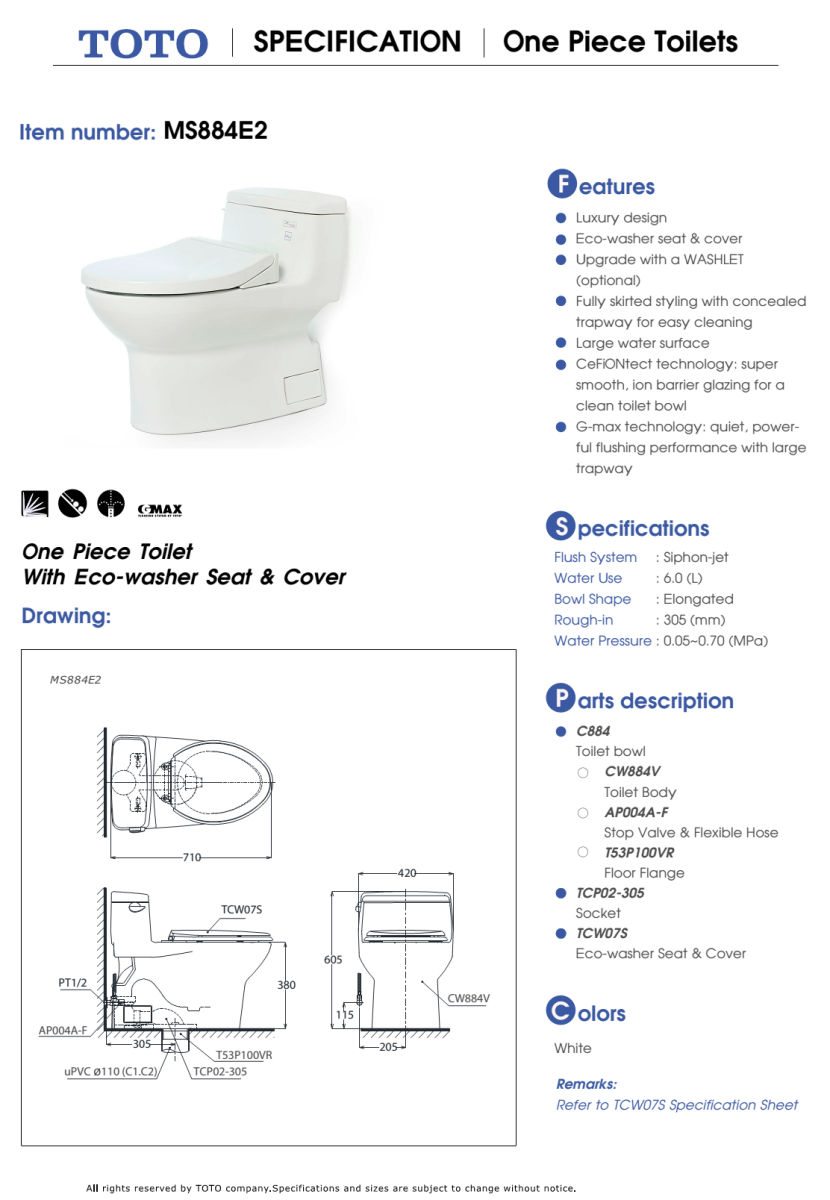 TOTO | SPECIFICATION | One Piece Toilets
Item number: MS884E2
Features
Luxury design
Eco-washer seat & cover
Upgrade with a WASHLET
(optional)
Fully skirted styling with concealed
trapway for easy cleaning
Large water surface
CeFiONtect technology: super
smooth, ion barrier glazing for a
clean toilet bowl
G-max technology: quiet, power-
ful flushing performance with large
trapway
GMAX
One Piece Toilet
With Eco-washer Seat & Cover
Drawing:
Specifications
Flush System : Siphon-jet
Water Use : 6.0 (L)
Bowl Shape : Elongated
Rough-in : 305 (mm)
Water Pressure : 0.05~0.70 (MPa)
Parts description
C884
Toilet bowl
CW884V
Toilet Body
AP004A-F
Stop Valve & Flexible Hose
T53P100VR
Floor Flange
TCP02-305
Socket
TCW07S
Eco-washer Seat & Cover
Colors
White
Remarks:
Refer to TCW07S Specification Sheet
MS884E2
710
420
TCW07S
605
380
PT1/2
CW884V
115
AP004A-F
305
205
T53P100VR
uPVC ø110 (C1.C2)
TCP02-305
All rights reserved by TOTO company.Specifications and sizes are subject to change without notice.